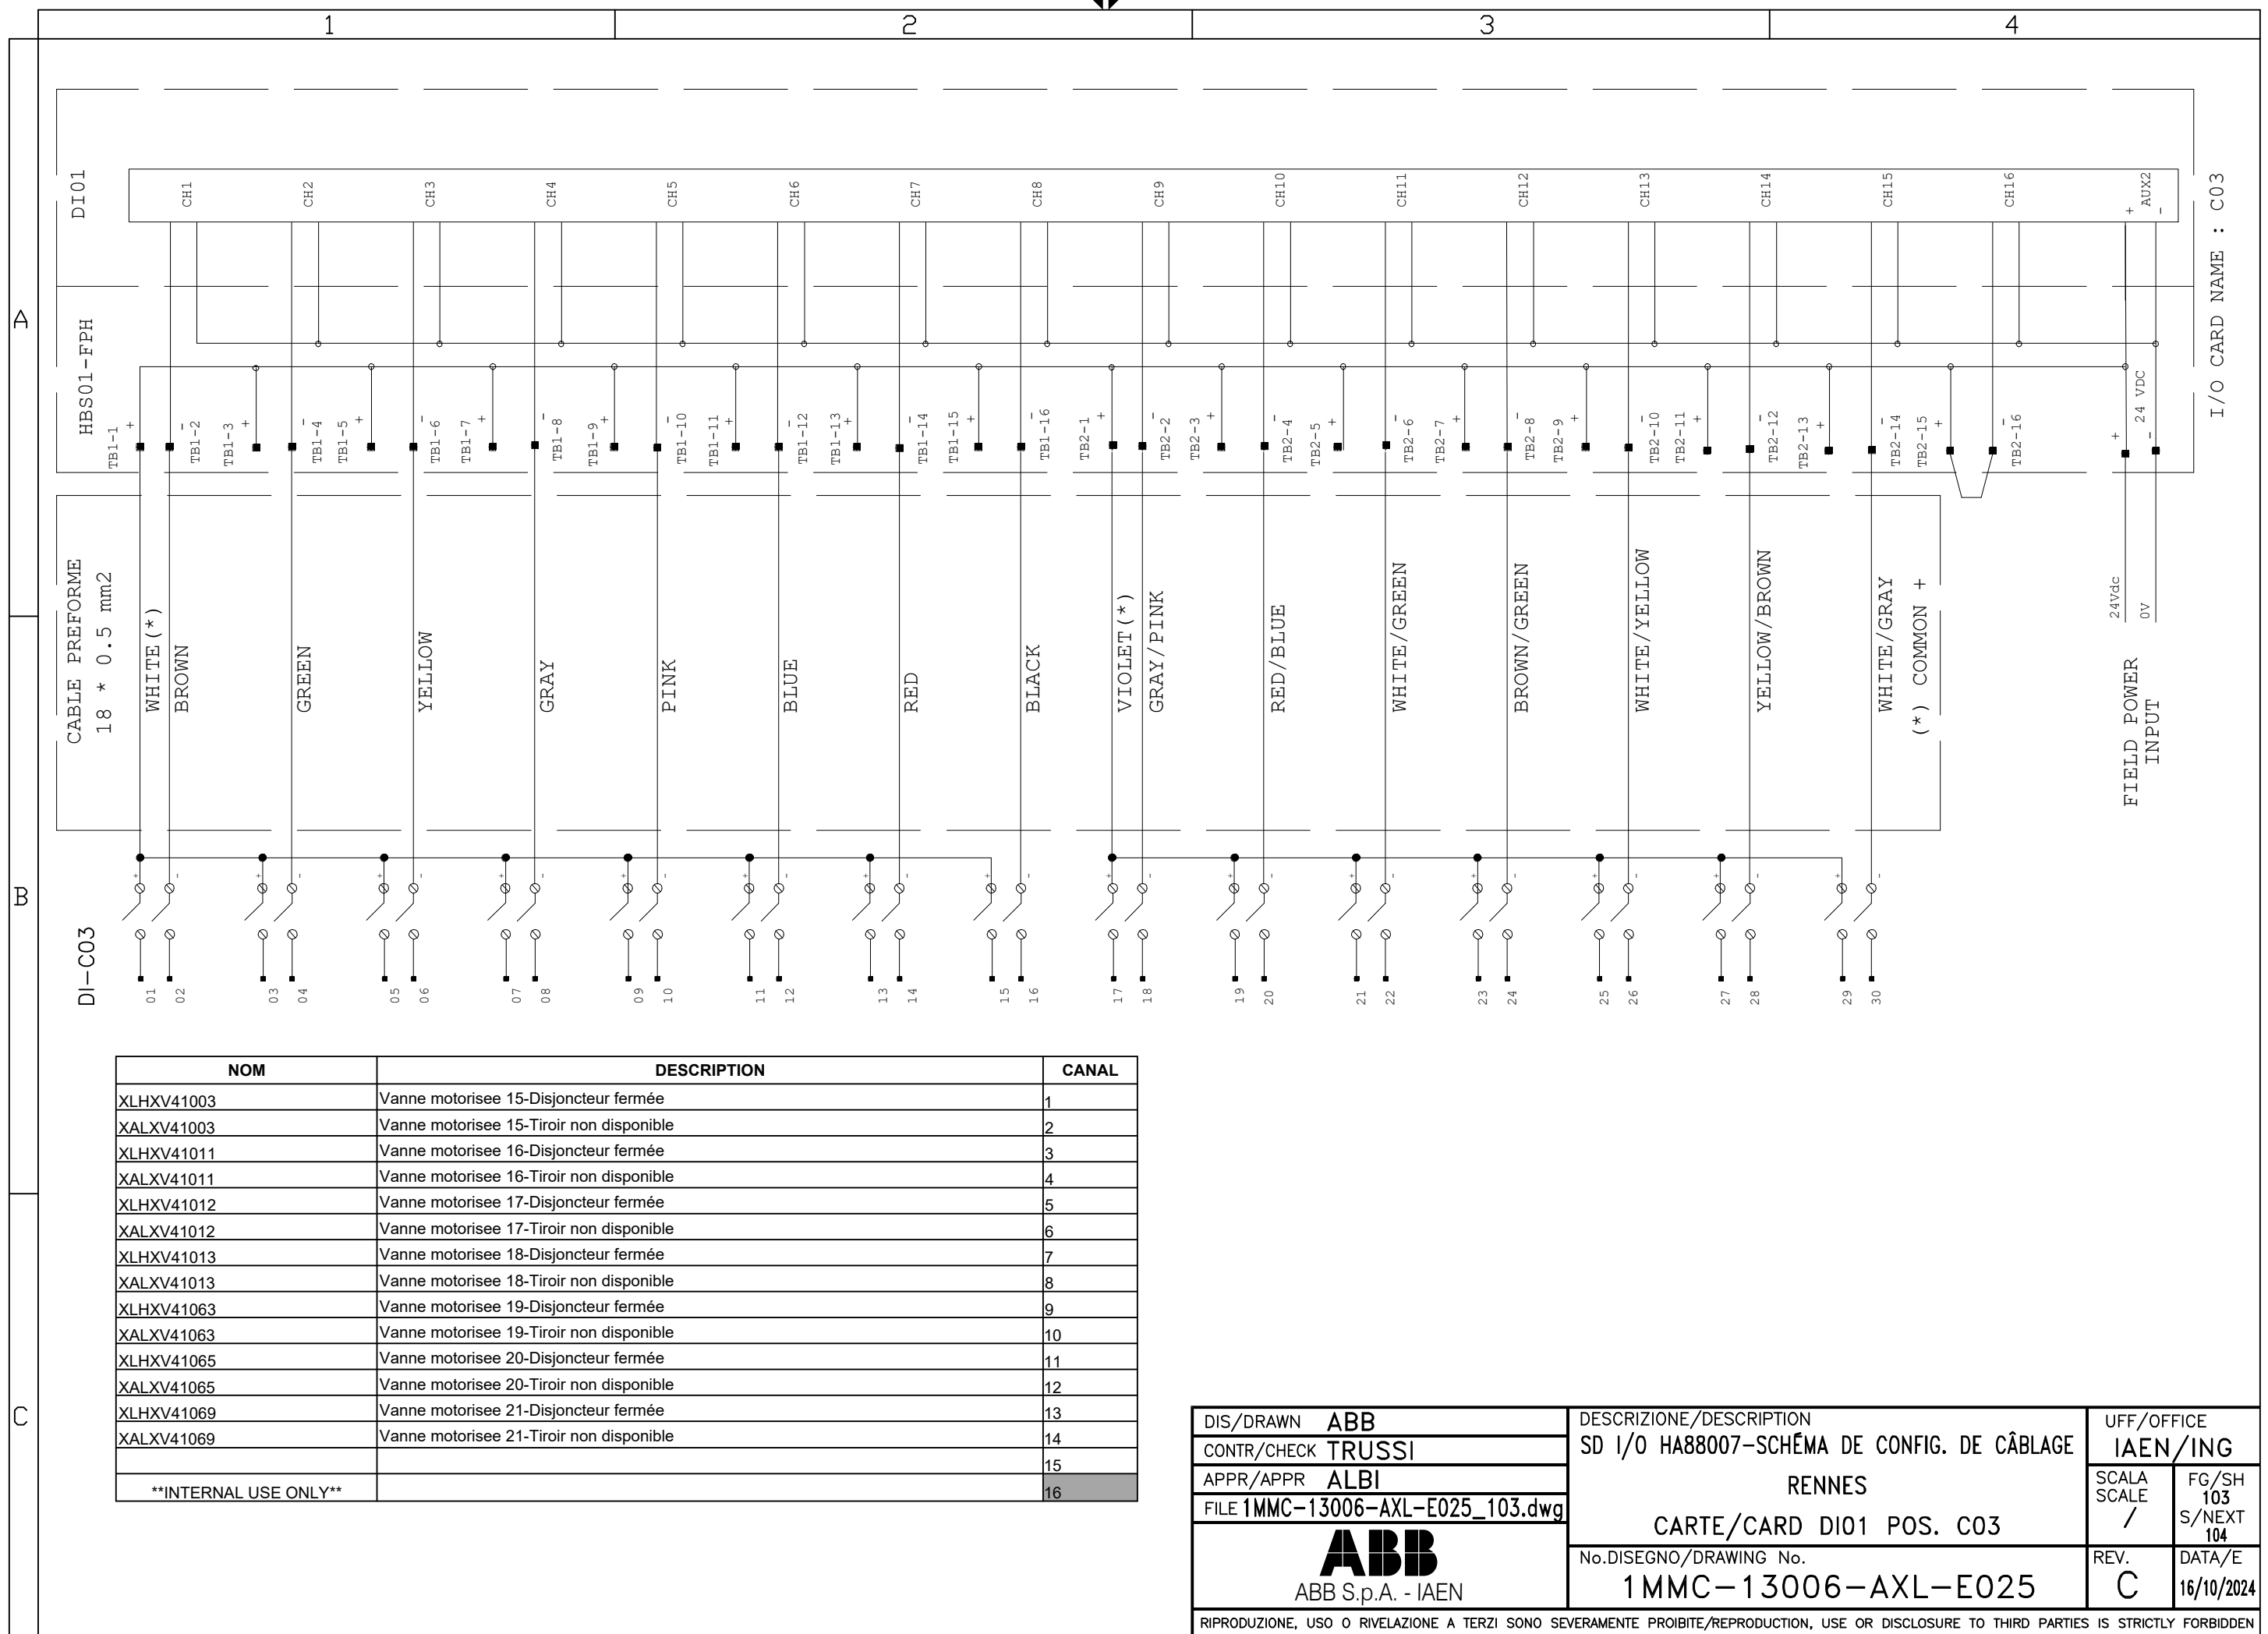 1 2 3 4
A
B
C
DI01
CH1 CH2 CH3 CH4 CH5 CH6 CH7 CH8 CH9 CH10 CH11 CH12 CH13 CH14 CH15 CH16 + AUX2 -
I/O CARD NAME : C03
HBS01-FPH
TB1-1 + - TB1-2 TB1-3 + - TB1-4 TB1-5 + - TB1-6 TB1-7 + - TB1-8 TB1-9 + - TB1-10 TB1-11 + - TB1-12 TB1-13 + - TB1-14 TB1-15 + - TB1-16 TB2-1 + - TB2-2 TB2-3 + - TB2-4 TB2-5 + - TB2-6 TB2-7 + - TB2-8 TB2-9 + - TB2-10 TB2-11 + - TB2-12 TB2-13 + - TB2-14 TB2-15 + - TB2-16 + 24 VDC -
CABLE PREFORME
18 * 0.5 mm2
WHITE(*)
BROWN
GREEN
YELLOW
GRAY
PINK
BLUE
RED
BLACK
VIOLET(*)
GRAY/PINK
RED/BLUE
WHITE/GREEN
BROWN/GREEN
WHITE/YELLOW
YELLOW/BROWN
WHITE/GRAY
(*) COMMON +
24Vdc
0V
FIELD POWER
INPUT
+ - + - + - + - + - + - + - + - + - + - + - + - + - + - + -
DI-C03
01 02 03 04 05 06 07 08 09 10 11 12 13 14 15 16 17 18 19 20 21 22 23 24 25 26 27 28 29 30
NOM DESCRIPTION CANAL
XLHXV41003 Vanne motorisee 15-Disjoncteur fermée 1
XALXV41003 Vanne motorisee 15-Tiroir non disponible 2
XLHXV41011 Vanne motorisee 16-Disjoncteur fermée 3
XALXV41011 Vanne motorisee 16-Tiroir non disponible 4
XLHXV41012 Vanne motorisee 17-Disjoncteur fermée 5
XALXV41012 Vanne motorisee 17-Tiroir non disponible 6
XLHXV41013 Vanne motorisee 18-Disjoncteur fermée 7
XALXV41013 Vanne motorisee 18-Tiroir non disponible 8
XLHXV41063 Vanne motorisee 19-Disjoncteur fermée 9
XALXV41063 Vanne motorisee 19-Tiroir non disponible 10
XLHXV41065 Vanne motorisee 20-Disjoncteur fermée 11
XALXV41065 Vanne motorisee 20-Tiroir non disponible 12
XLHXV41069 Vanne motorisee 21-Disjoncteur fermée 13
XALXV41069 Vanne motorisee 21-Tiroir non disponible 14
15
**INTERNAL USE ONLY** 16
DIS/DRAWN ABB
CONTR/CHECK TRUSSI
APPR/APPR ALBI
FILE 1MMC-13006-AXL-E025_103.dwg
ABB
ABB S.p.A. - IAEN
DESCRIZIONE/DESCRIPTION
SD I/O HA88007-SCHÉMA DE CONFIG. DE CÂBLAGE
RENNES
CARTE/CARD DI01 POS. C03
No.DISEGNO/DRAWING No.
1MMC-13006-AXL-E025
UFF/OFFICE
IAEN/ING
SCALA
SCALE
/
FG/SH
103
S/NEXT
104
REV.
C
DATA/E
16/10/2024
RIPRODUZIONE, USO O RIVELAZIONE A TERZI SONO SEVERAMENTE PROIBITE/REPRODUCTION, USE OR DISCLOSURE TO THIRD PARTIES IS STRICTLY FORBIDDEN